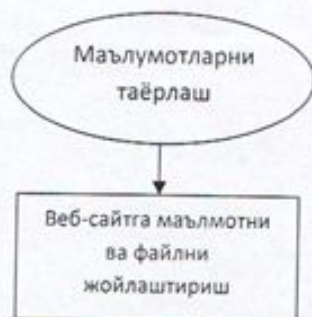 Маълумотларни
таёрлаш
Веб-сайтга маълмотни
ва файлни
жойлаштириш